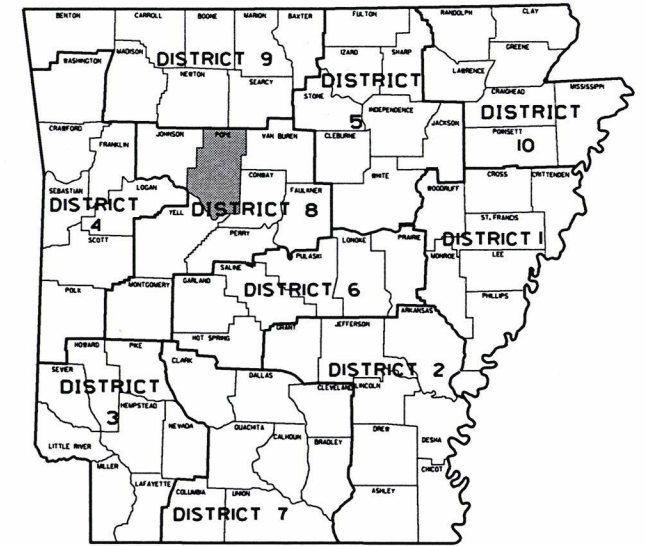 BENTON CARROLL BOONE MARION BAXTER FULTON RANDOLPH CLAY
WASHINGTON MADISON DISTRICT 9 IZARD SHARP GREENE
NEWTON SEARCY STONE DISTRICT LAWRENCE
CRAIGHEAD MISSISSIPPI
5 INDEPENDENCE JACKSON DISTRICT
CRAWFORD FRANKLIN JOHNSON POPE VAN BUREN CLEBURNE POINSETT
10
SEBASTIAN LOGAN CONWAY FAULKNER WHITE WOODRUFF CROSS CRITTENDEN
DISTRICT YELL DISTRICT 8 ST. FRANCIS
4
SCOTT PERRY LONOKE PRAIRIE DISTRICT 1
PULASKI MONROE LEE
POLK MONTGOMERY GARLAND SALINE DISTRICT 6 PHILLIPS
ARKANSAS
HOT SPRING GRANT JEFFERSON
HOWARD PIKE CLARK
SEVIER DALLAS DISTRICT 2
DISTRICT CLEVELAND LINCOLN
3 HEMPSTEAD
NEVADA OUACHITA CALHOUN BRADLEY DREW DESHA
LITTLE RIVER
MILLER CHICOT
LAFAYETTE COLUMBIA UNION ASHLEY
DISTRICT 7